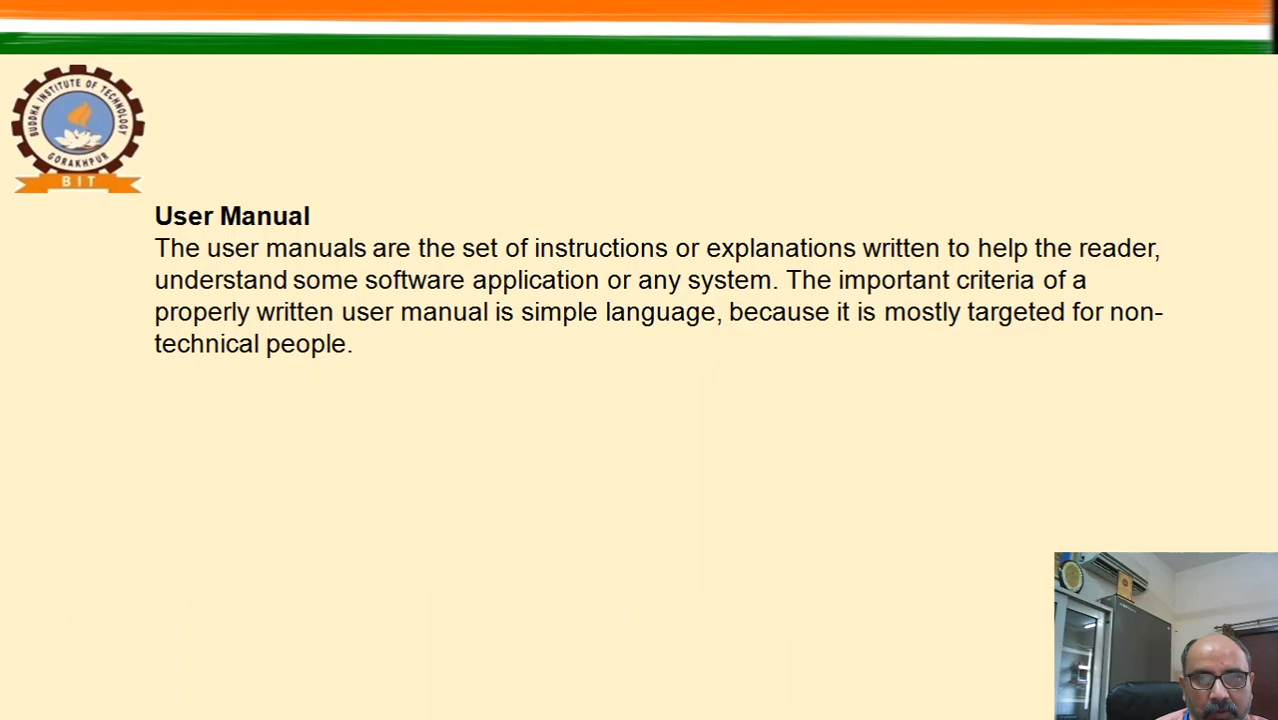 BUDDHA INSTITUTE OF TECHNOLOGY
GORAKHPUR
BIT
User Manual
The user manuals are the set of instructions or explanations written to help the reader,
understand some software application or any system. The important criteria of a
properly written user manual is simple language, because it is mostly targeted for non-
technical people.